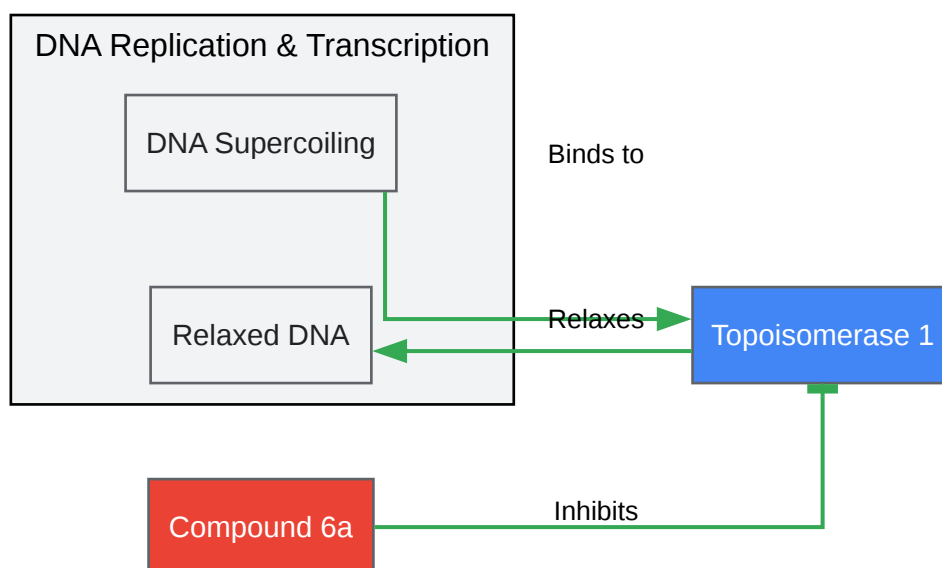 DNA Replication & Transcription
DNA Supercoiling
Binds to
Relaxes
Relaxed DNA
Topoisomerase 1
Inhibits
Compound 6a